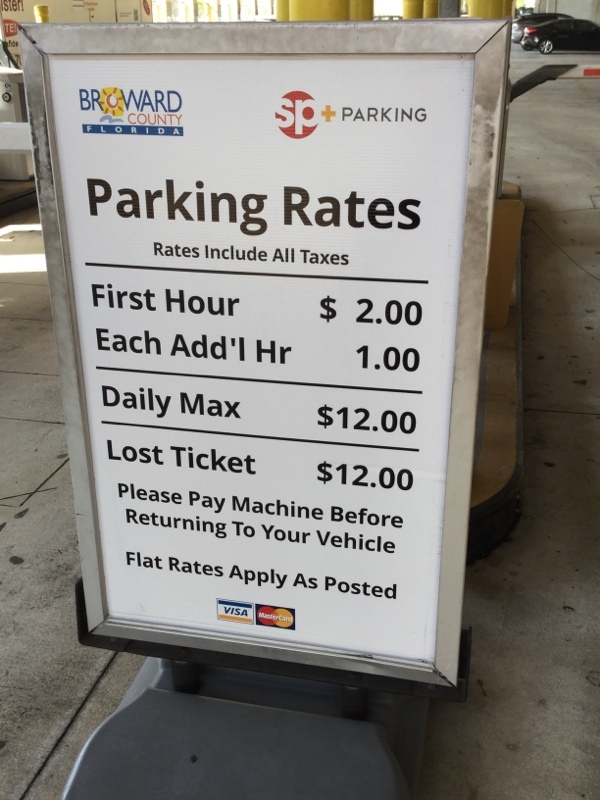 BROWARD
COUNTY
FLORIDA
sp+ PARKING
Parking Rates
Rates Include All Taxes
First Hour $ 2.00
Each Add'l Hr 1.00
Daily Max $12.00
Lost Ticket $12.00
Please Pay Machine Before
Returning To Your Vehicle
Flat Rates Apply As Posted
VISA MasterCard